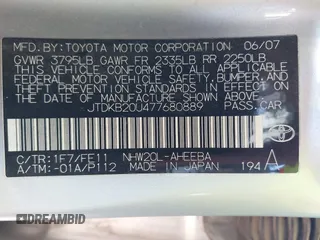 MFD. BY: TOYOTA MOTOR CORPORATION 06/07
GVWR 3795LB GAWR FR 2335LB RR 2250LB
THIS VEHICLE CONFORMS TO ALL APPLICABLE
FEDERAL MOTOR VEHICLE SAFETY, BUMPER, AND
THEFT PREVENTION STANDARDS IN EFFECT ON
THE DATE OF MANUFACTURE SHOWN ABOVE.
JTDKB20U477680889 PASS.CAR
C/TR:1F7/FE11 NHW20L-AHEEBA
A/TM:-01A/P112 MADE IN JAPAN 194A
DREAMBID